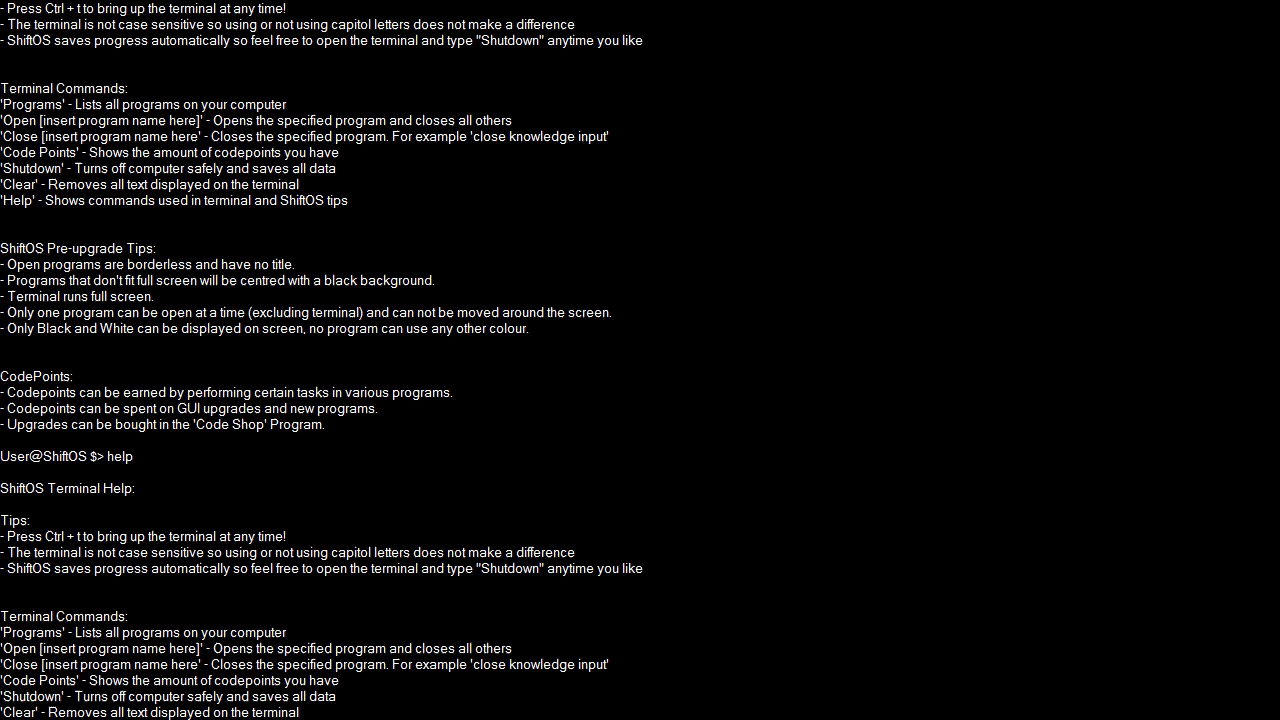 - Press Ctrl + t to bring up the terminal at any time!
- The terminal is not case sensitive so using or not using capitol letters does not make a difference
- ShiftOS saves progress automatically so feel free to open the terminal and type "Shutdown" anytime you like
Terminal Commands:
'Programs' - Lists all programs on your computer
'Open [insert program name here]' - Opens the specified program and closes all others
'Close [insert program name here' - Closes the specified program. For example 'close knowledge input'
'Code Points' - Shows the amount of codepoints you have
'Shutdown' - Turns off computer safely and saves all data
'Clear' - Removes all text displayed on the terminal
'Help' - Shows commands used in terminal and ShiftOS tips
ShiftOS Pre-upgrade Tips:
- Open programs are borderless and have no title.
- Programs that don't fit full screen will be centred with a black background.
- Terminal runs full screen.
- Only one program can be open at a time (excluding terminal) and can not be moved around the screen.
- Only Black and White can be displayed on screen, no program can use any other colour.
CodePoints:
- Codepoints can be earned by performing certain tasks in various programs.
- Codepoints can be spent on GUI upgrades and new programs.
- Upgrades can be bought in the 'Code Shop' Program.
User@ShiftOS $> help
ShiftOS Terminal Help:
Tips:
- Press Ctrl + t to bring up the terminal at any time!
- The terminal is not case sensitive so using or not using capitol letters does not make a difference
- ShiftOS saves progress automatically so feel free to open the terminal and type "Shutdown" anytime you like
Terminal Commands:
'Programs' - Lists all programs on your computer
'Open [insert program name here]' - Opens the specified program and closes all others
'Close [insert program name here' - Closes the specified program. For example 'close knowledge input'
'Code Points' - Shows the amount of codepoints you have
'Shutdown' - Turns off computer safely and saves all data
'Clear' - Removes all text displayed on the terminal